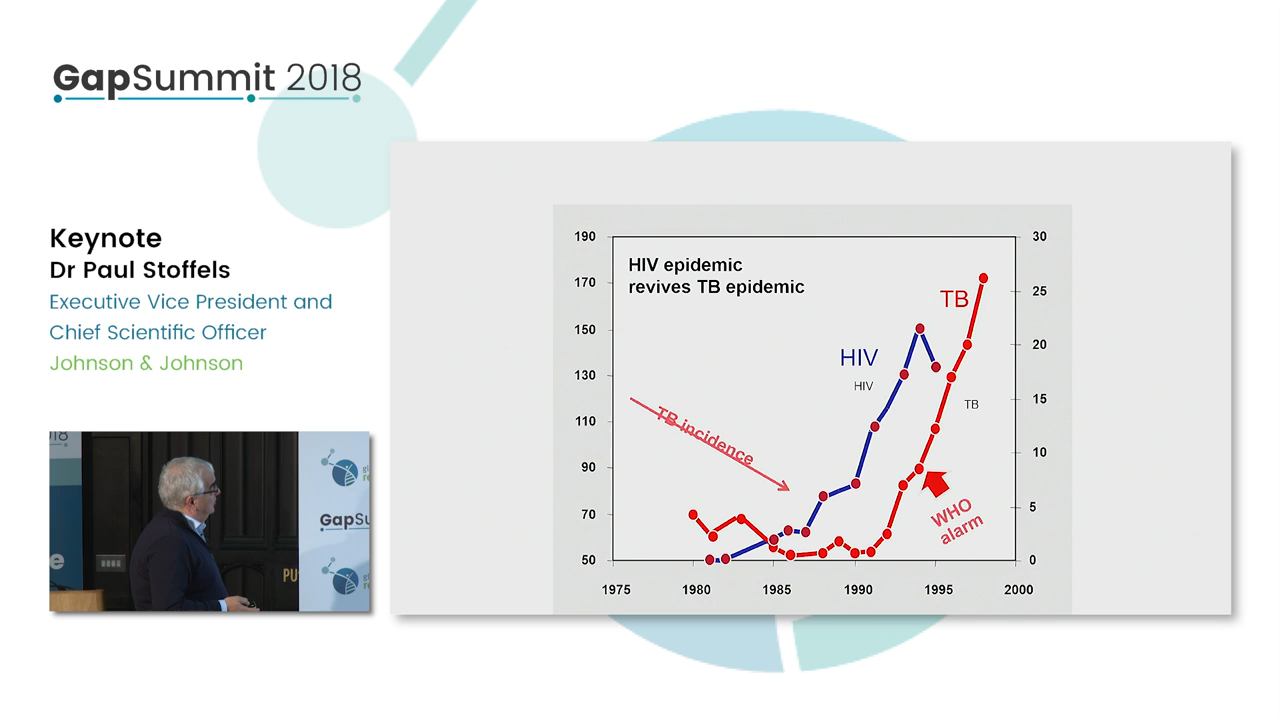 GapSummit 2018
Keynote
Dr Paul Stoffels
Executive Vice President and
Chief Scientific Officer
Johnson & Johnson
190
170
150
130
110
90
70
50
30
25
20
15
10
5
0
1975
1980
1985
1990
1995
2000
HIV epidemic
revives TB epidemic
TB
HIV
HIV
TB
TB incidence
WHO
alarm
GapSu